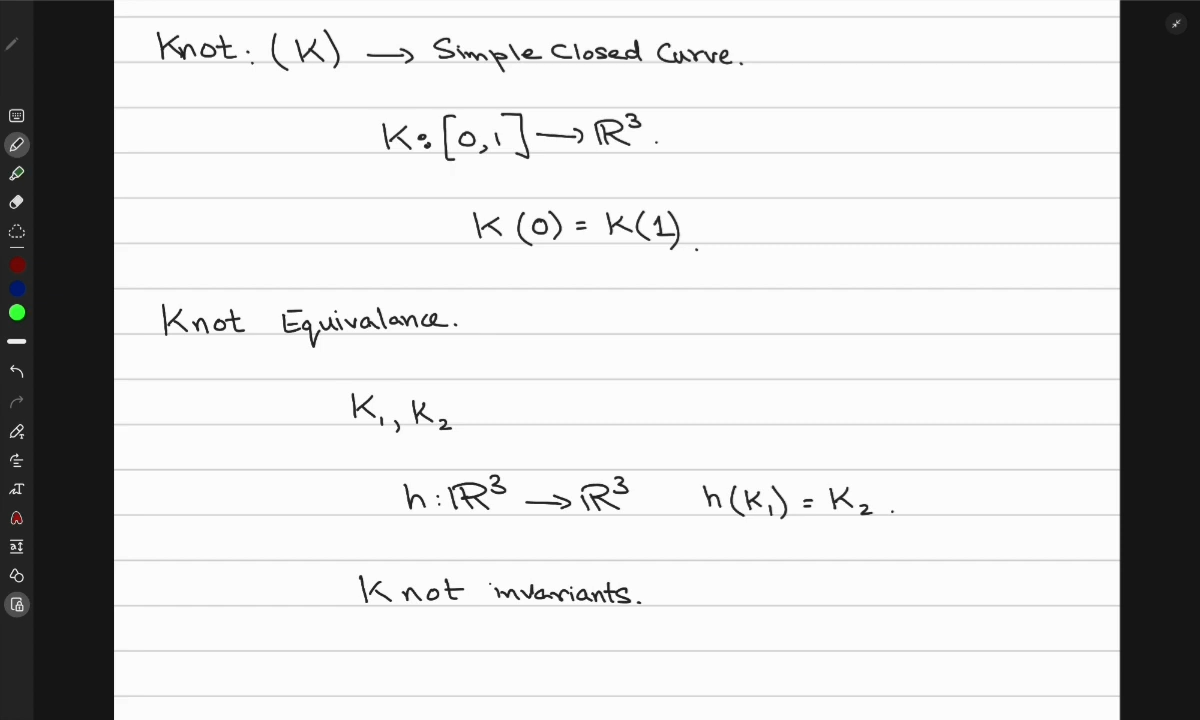 Knot: (K) → Simple Closed Curve.
K: [0,1] → ℝ³.
K(0) = K(1).
Knot Equivalance.
K₁, K₂
h: ℝ³ → ℝ³ h(K₁) = K₂.
Knot invariants.